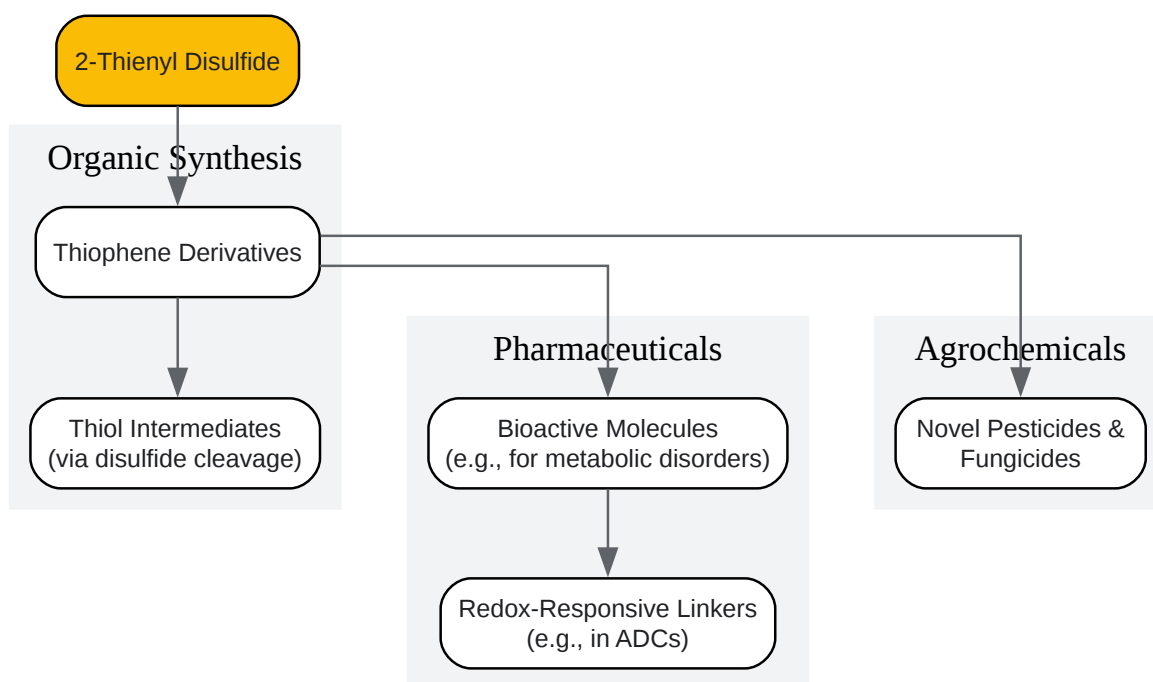 2-Thienyl Disulfide
Organic Synthesis
Thiophene Derivatives
Thiol Intermediates
(via disulfide cleavage)
Pharmaceuticals
Bioactive Molecules
(e.g., for metabolic disorders)
Redox-Responsive Linkers
(e.g., in ADCs)
Agrochemicals
Novel Pesticides &
Fungicides